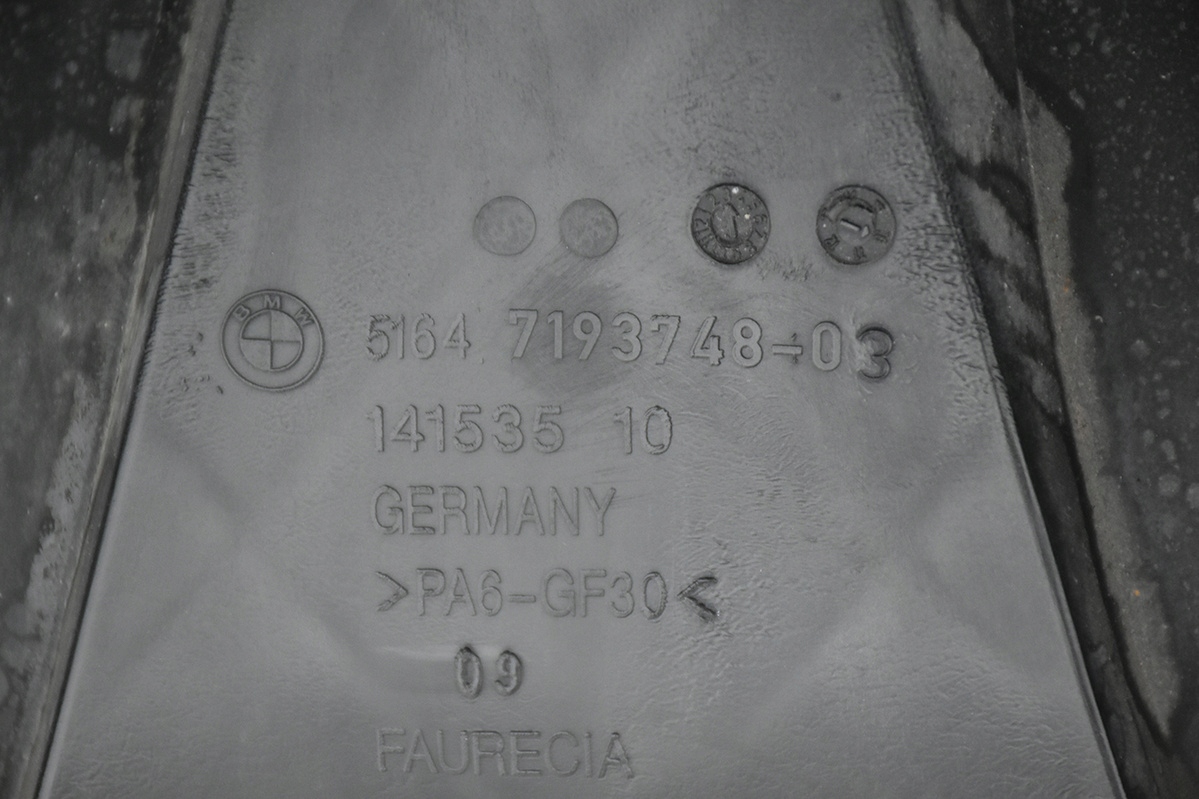 BMW 5164 7193748-03
141535 10
GERMANY
>PA6-GF30<
09
FAURECIA